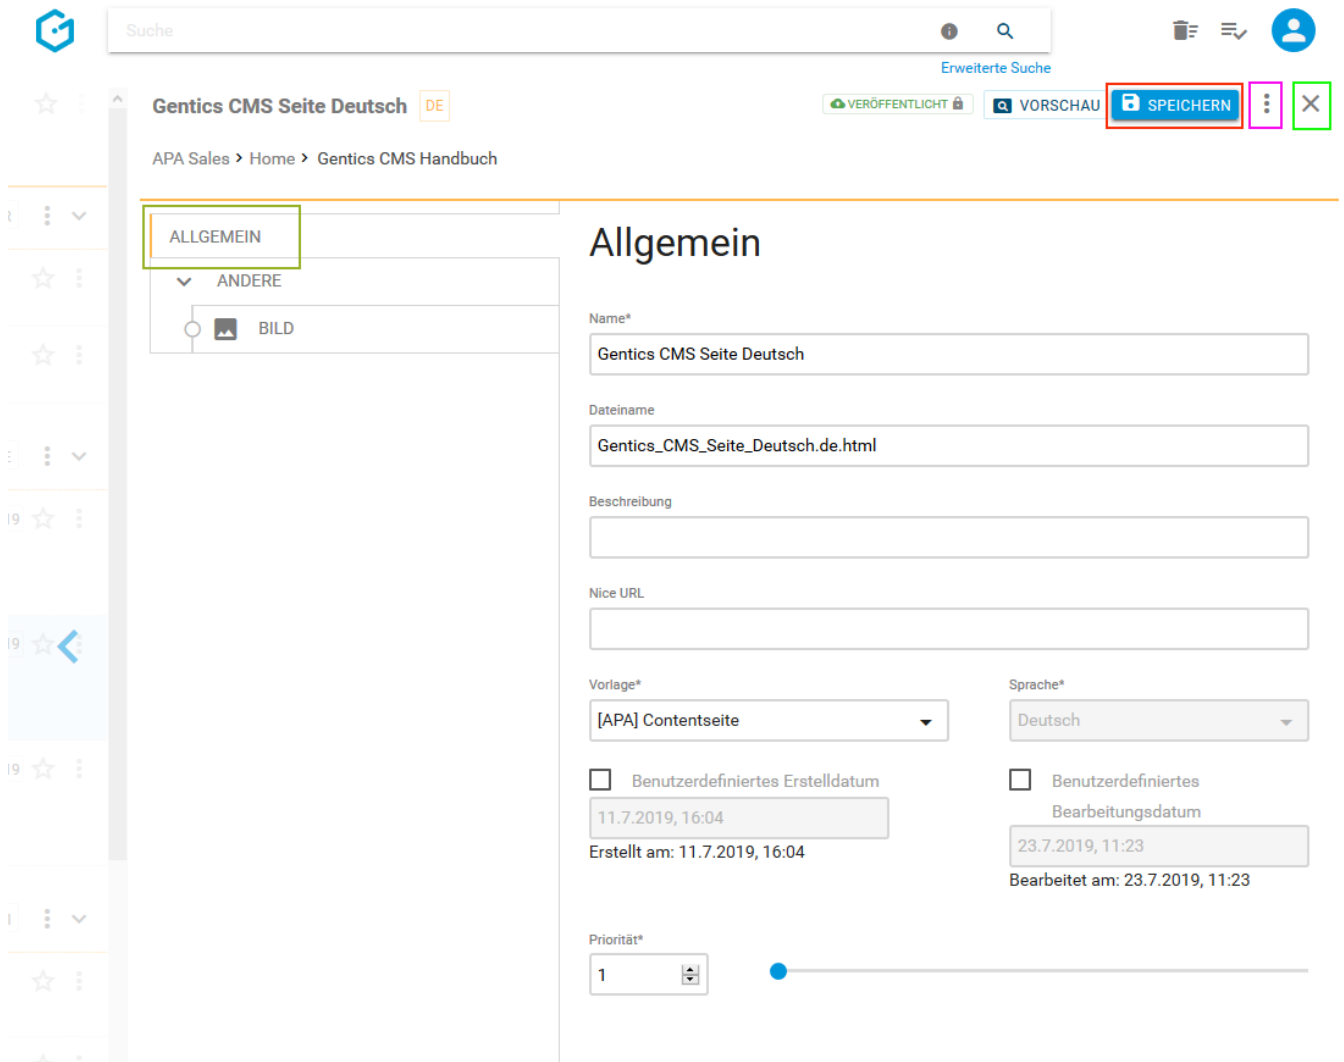 Suche
Erweiterte Suche
Gentics CMS Seite Deutsch DE
VERÖFFENTLICHT VORSCHAU SPEICHERN
APA Sales > Home > Gentics CMS Handbuch
ALLGEMEIN
ANDERE
BILD
Allgemein
Name*
Gentics CMS Seite Deutsch
Dateiname
Gentics_CMS_Seite_Deutsch.de.html
Beschreibung
Nice URL
Vorlage* Sprache*
[APA] Contentseite Deutsch
Benutzerdefiniertes Erstelldatum
11.7.2019, 16:04
Erstellt am: 11.7.2019, 16:04
Benutzerdefiniertes
Bearbeitungsdatum
23.7.2019, 11:23
Bearbeitet am: 23.7.2019, 11:23
Priorität*
1